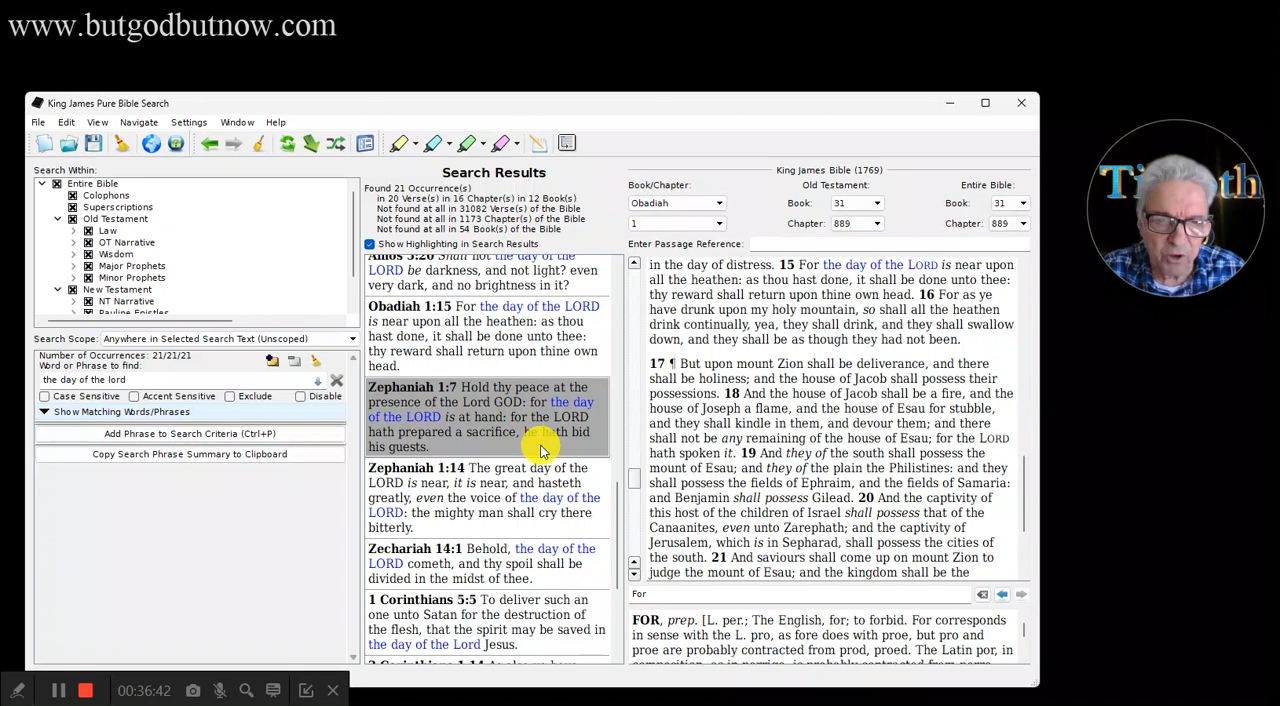 www.butgodbutnow.com
King James Pure Bible Search
File Edit View Navigate Settings Window Help
Search Within:
Entire Bible
Colophons
Superscriptions
Old Testament
Law
OT Narrative
Wisdom
Major Prophets
Minor Prophets
New Testament
NT Narrative
Pauline Epistles
Search Scope: Anywhere in Selected Search Text (Unscoped)
Number of Occurrences: 21/21/21
Word or Phrase to find:
the day of the lord
Case Sensitive Accent Sensitive Exclude Disable
Show Matching Words/Phrases
Add Phrase to Search Criteria (Ctrl+P)
Copy Search Phrase Summary to Clipboard
Search Results
Found 21 Occurrence(s)
in 20 Verse(s) in 16 Chapter(s) in 12 Book(s)
Not found at all in 31082 Verse(s) of the Bible
Not found at all in 1173 Chapter(s) of the Bible
Not found at all in 54 Book(s) of the Bible
Show Highlighting in Search Results
Amos 5:20 Shall not the day of the
LORD be darkness, and not light? even
very dark, and no brightness in it?
Obadiah 1:15 For the day of the LORD
is near upon all the heathen: as thou
hast done, it shall be done unto thee:
thy reward shall return upon thine own
head.
Zephaniah 1:7 Hold thy peace at the
presence of the Lord GOD: for the day
of the LORD is at hand: for the LORD
hath prepared a sacrifice, he hath bid
his guests.
Zephaniah 1:14 The great day of the
LORD is near, it is near, and hasteth
greatly, even the voice of the day of the
LORD: the mighty man shall cry there
bitterly.
Zechariah 14:1 Behold, the day of the
LORD cometh, and thy spoil shall be
divided in the midst of thee.
1 Corinthians 5:5 To deliver such an
one unto Satan for the destruction of
the flesh, that the spirit may be saved in
the day of the Lord Jesus.
King James Bible (1769)
Book/Chapter: Old Testament: Entire Bible:
Obadiah Book: 31 Book: 31
1 Chapter: 889 Chapter: 889
Enter Passage Reference:
in the day of distress. 15 For the day of the LORD is near upon
all the heathen: as thou hast done, it shall be done unto thee:
thy reward shall return upon thine own head. 16 For as ye
have drunk upon my holy mountain, so shall all the heathen
drink continually, yea, they shall drink, and they shall swallow
down, and they shall be as though they had not been.
17 ¶ But upon mount Zion shall be deliverance, and there
shall be holiness; and the house of Jacob shall possess their
possessions. 18 And the house of Jacob shall be a fire, and the
house of Joseph a flame, and the house of Esau for stubble,
and they shall kindle in them, and devour them; and there
shall not be any remaining of the house of Esau; for the LORD
hath spoken it. 19 And they of the south shall possess the
mount of Esau; and they of the plain the Philistines: and they
shall possess the fields of Ephraim, and the fields of Samaria:
and Benjamin shall possess Gilead. 20 And the captivity of
this host of the children of Israel shall possess that of the
Canaanites, even unto Zarephath; and the captivity of
Jerusalem, which is in Sepharad, shall possess the cities of
the south. 21 And saviours shall come up on mount Zion to
judge the mount of Esau; and the kingdom shall be the
For
FOR, prep. [L. per.; The English, for; to forbid. For corresponds
in sense with the L. pro, as fore does with proe, but pro and
proe are probably contracted from prod, proed. The Latin por, in
00:36:42